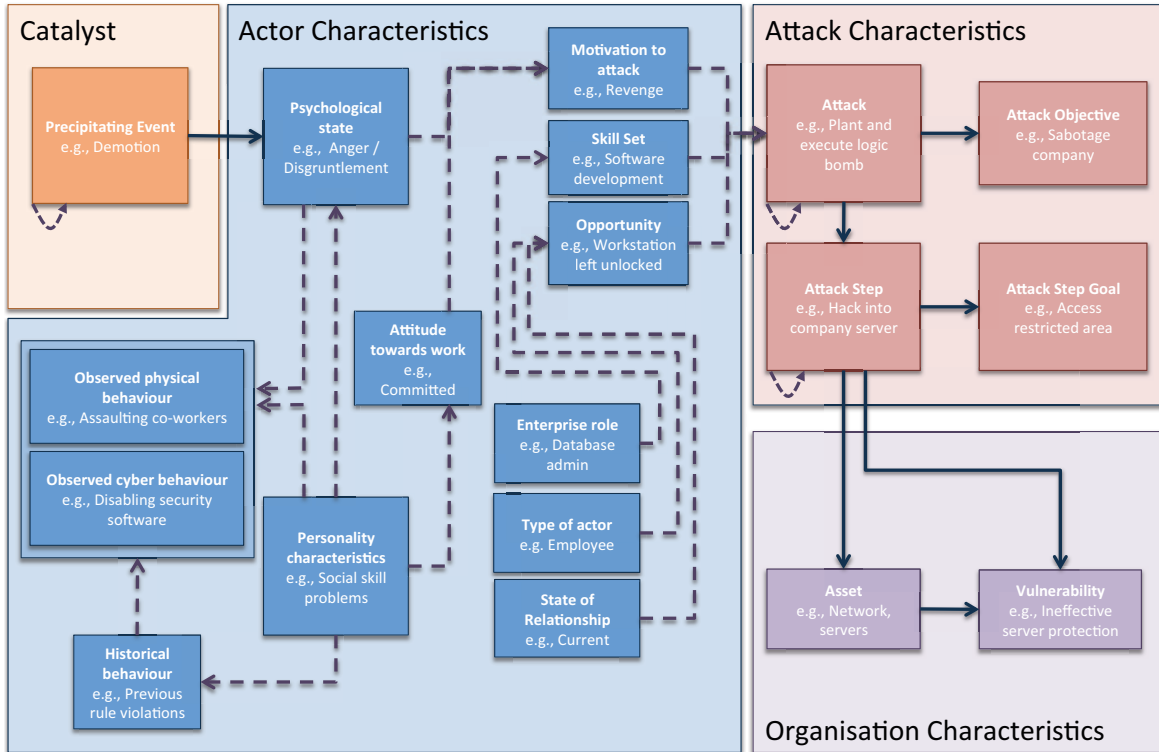 Catalyst
Precipitating Event
e.g., Demotion
Actor Characteristics
Psychological
state
e.g., Anger /
Disgruntlement
Motivation to
attack
e.g., Revenge
Skill Set
e.g., Software
development
Opportunity
e.g., Workstation
left unlocked
Attitude
towards work
e.g.,
Committed
Observed physical
behaviour
e.g., Assaulting co-workers
Observed cyber behaviour
e.g., Disabling security
software
Personality
characteristics
e.g., Social skill
problems
Historical
behaviour
e.g., Previous
rule violations
Enterprise role
e.g., Database
admin
Type of actor
e.g. Employee
State of
Relationship
e.g., Current
Attack Characteristics
Attack
e.g., Plant and
execute logic
bomb
Attack Objective
e.g., Sabotage
company
Attack Step
e.g., Hack into
company server
Attack Step Goal
e.g., Access
restricted area
Asset
e.g., Network,
servers
Vulnerability
e.g., Ineffective
server protection
Organisation Characteristics